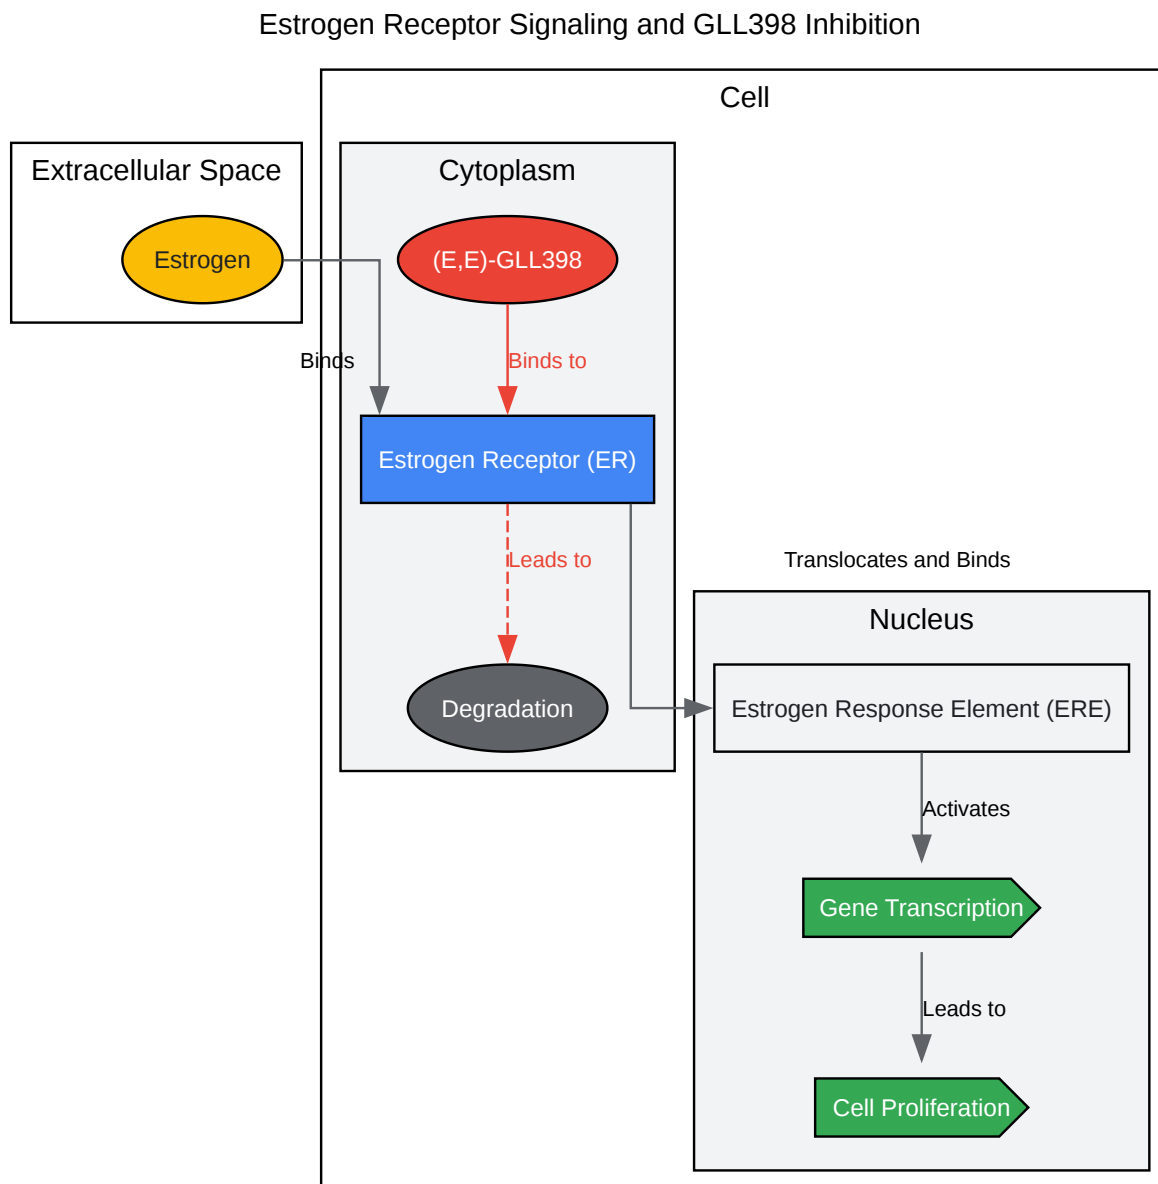 Estrogen Receptor Signaling and GLL398 Inhibition
Cell
Extracellular Space
Cytoplasm
Estrogen
(E,E)-GLL398
Binds
Binds to
Estrogen Receptor (ER)
Leads to
Translocates and Binds
Nucleus
Degradation
Estrogen Response Element (ERE)
Activates
Gene Transcription
Leads to
Cell Proliferation